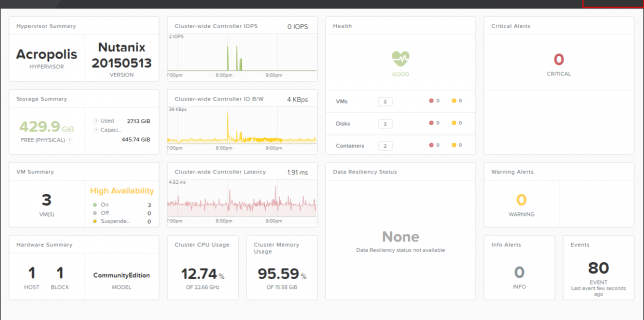 Hypervisor Summary
Acropolis
HYPERVISOR
Nutanix
20150513
VERSION
Storage Summary
429.9 GiB
FREE (PHYSICAL)
Used 27.13 GiB
Capaci...
445.74 GiB
VM Summary
3
VM(S)
High Availability
On 3
Off 0
Suspende... 0
Hardware Summary
1
HOST
1
BLOCK
CommunityEdition
MODEL
Cluster-wide Controller IOPS 0 IOPS
2 IOPS
7:00pm 8:00pm 9:00pm
Cluster-wide Controller IO B/W 4 KBps
7:00pm 8:00pm 9:00pm
Cluster-wide Controller Latency 1.91 ms
4.82 ms
7:00pm 8:00pm 9:00pm
Cluster CPU Usage
12.74 %
OF 22.66 GHz
Cluster Memory
Usage
95.59 %
OF 15.58 GiB
Health
GOOD
VMs 2 0 0
Disks 2 0 0
Containers 2 0 0
Data Resiliency Status
None
Data Resiliency status not available
Critical Alerts
0
CRITICAL
Warning Alerts
0
WARNING
Info Alerts
0
INFO
Events
80
EVENT
Last event few seconds
ago